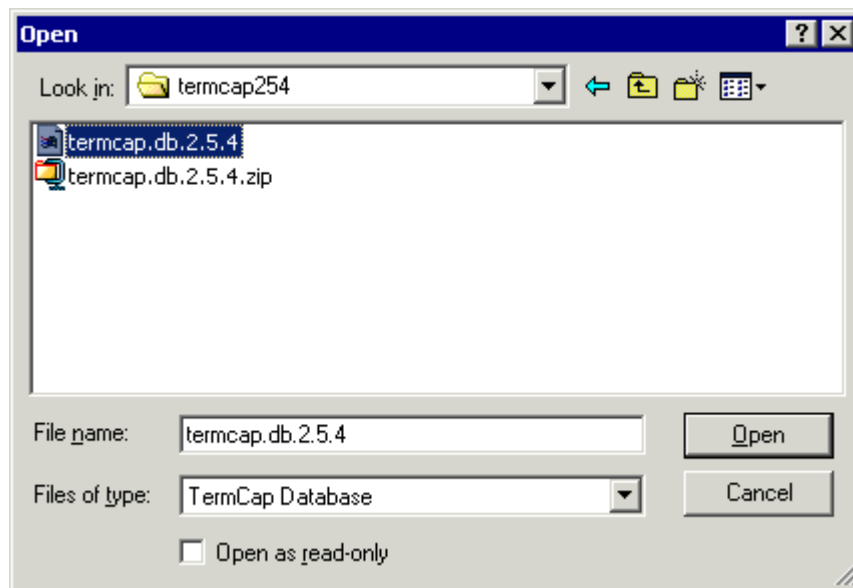 Open
Look in: termcap254
termcap.db.2.5.4
termcap.db.2.5.4.zip
File name: termcap.db.2.5.4 Open
Files of type: TermCap Database Cancel
Open as read-only